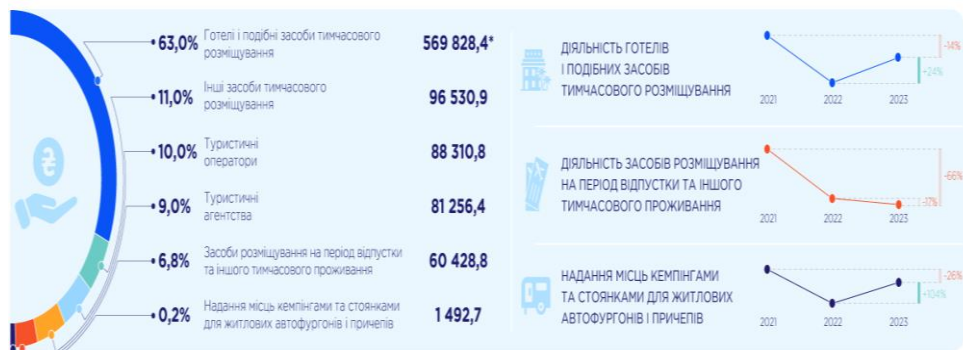 63,0%
Готелі і подібні засоби тимчасового
розміщування
569 828,4*
11,0%
Інші засоби тимчасового
розміщування
96 530,9
10,0%
Туристичні
оператори
88 310,8
9,0%
Туристичні
агентства
81 256,4
6,8%
Засоби розміщування на період відпустки
та іншого тимчасового проживання
60 428,8
0,2%
Надання місць кемпінгами та стоянками
для житлових автофургонів і причепів
1 492,7
ДІЯЛЬНІСТЬ ГОТЕЛІВ
І ПОДІБНИХ ЗАСОБІВ
ТИМЧАСОВОГО РОЗМІЩУВАННЯ
-14%
+24%
2021
2022
2023
ДІЯЛЬНІСТЬ ЗАСОБІВ РОЗМІЩУВАННЯ
НА ПЕРІОД ВІДПУСТКИ ТА ІНШОГО
ТИМЧАСОВОГО ПРОЖИВАННЯ
-66%
-17%
2021
2022
2023
НАДАННЯ МІСЦЬ КЕМПІНГАМИ
ТА СТОЯНКАМИ ДЛЯ ЖИТЛОВИХ
АВТОФУРГОНІВ І ПРИЧЕПІВ
-26%
+104%
2021
2022
2023